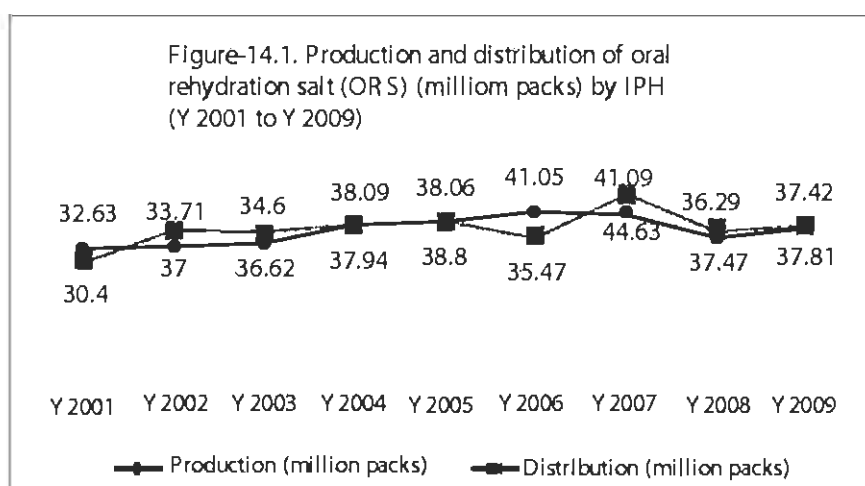 Figure-14.1. Production and distribution of oral
rehydration salt (ORS) (milliom packs) by IPH
(Y 2001 to Y 2009)
32.63 33.71 34.6 38.09 38.06 41.05 41.09 36.29 37.42
30.4 37 36.62 37.94 38.8 35.47 44.63 37.47 37.81
Y 2001 Y 2002 Y 2003 Y 2004 Y 2005 Y 2006 Y 2007 Y 2008 Y 2009
Production (million packs) Distribution (million packs)